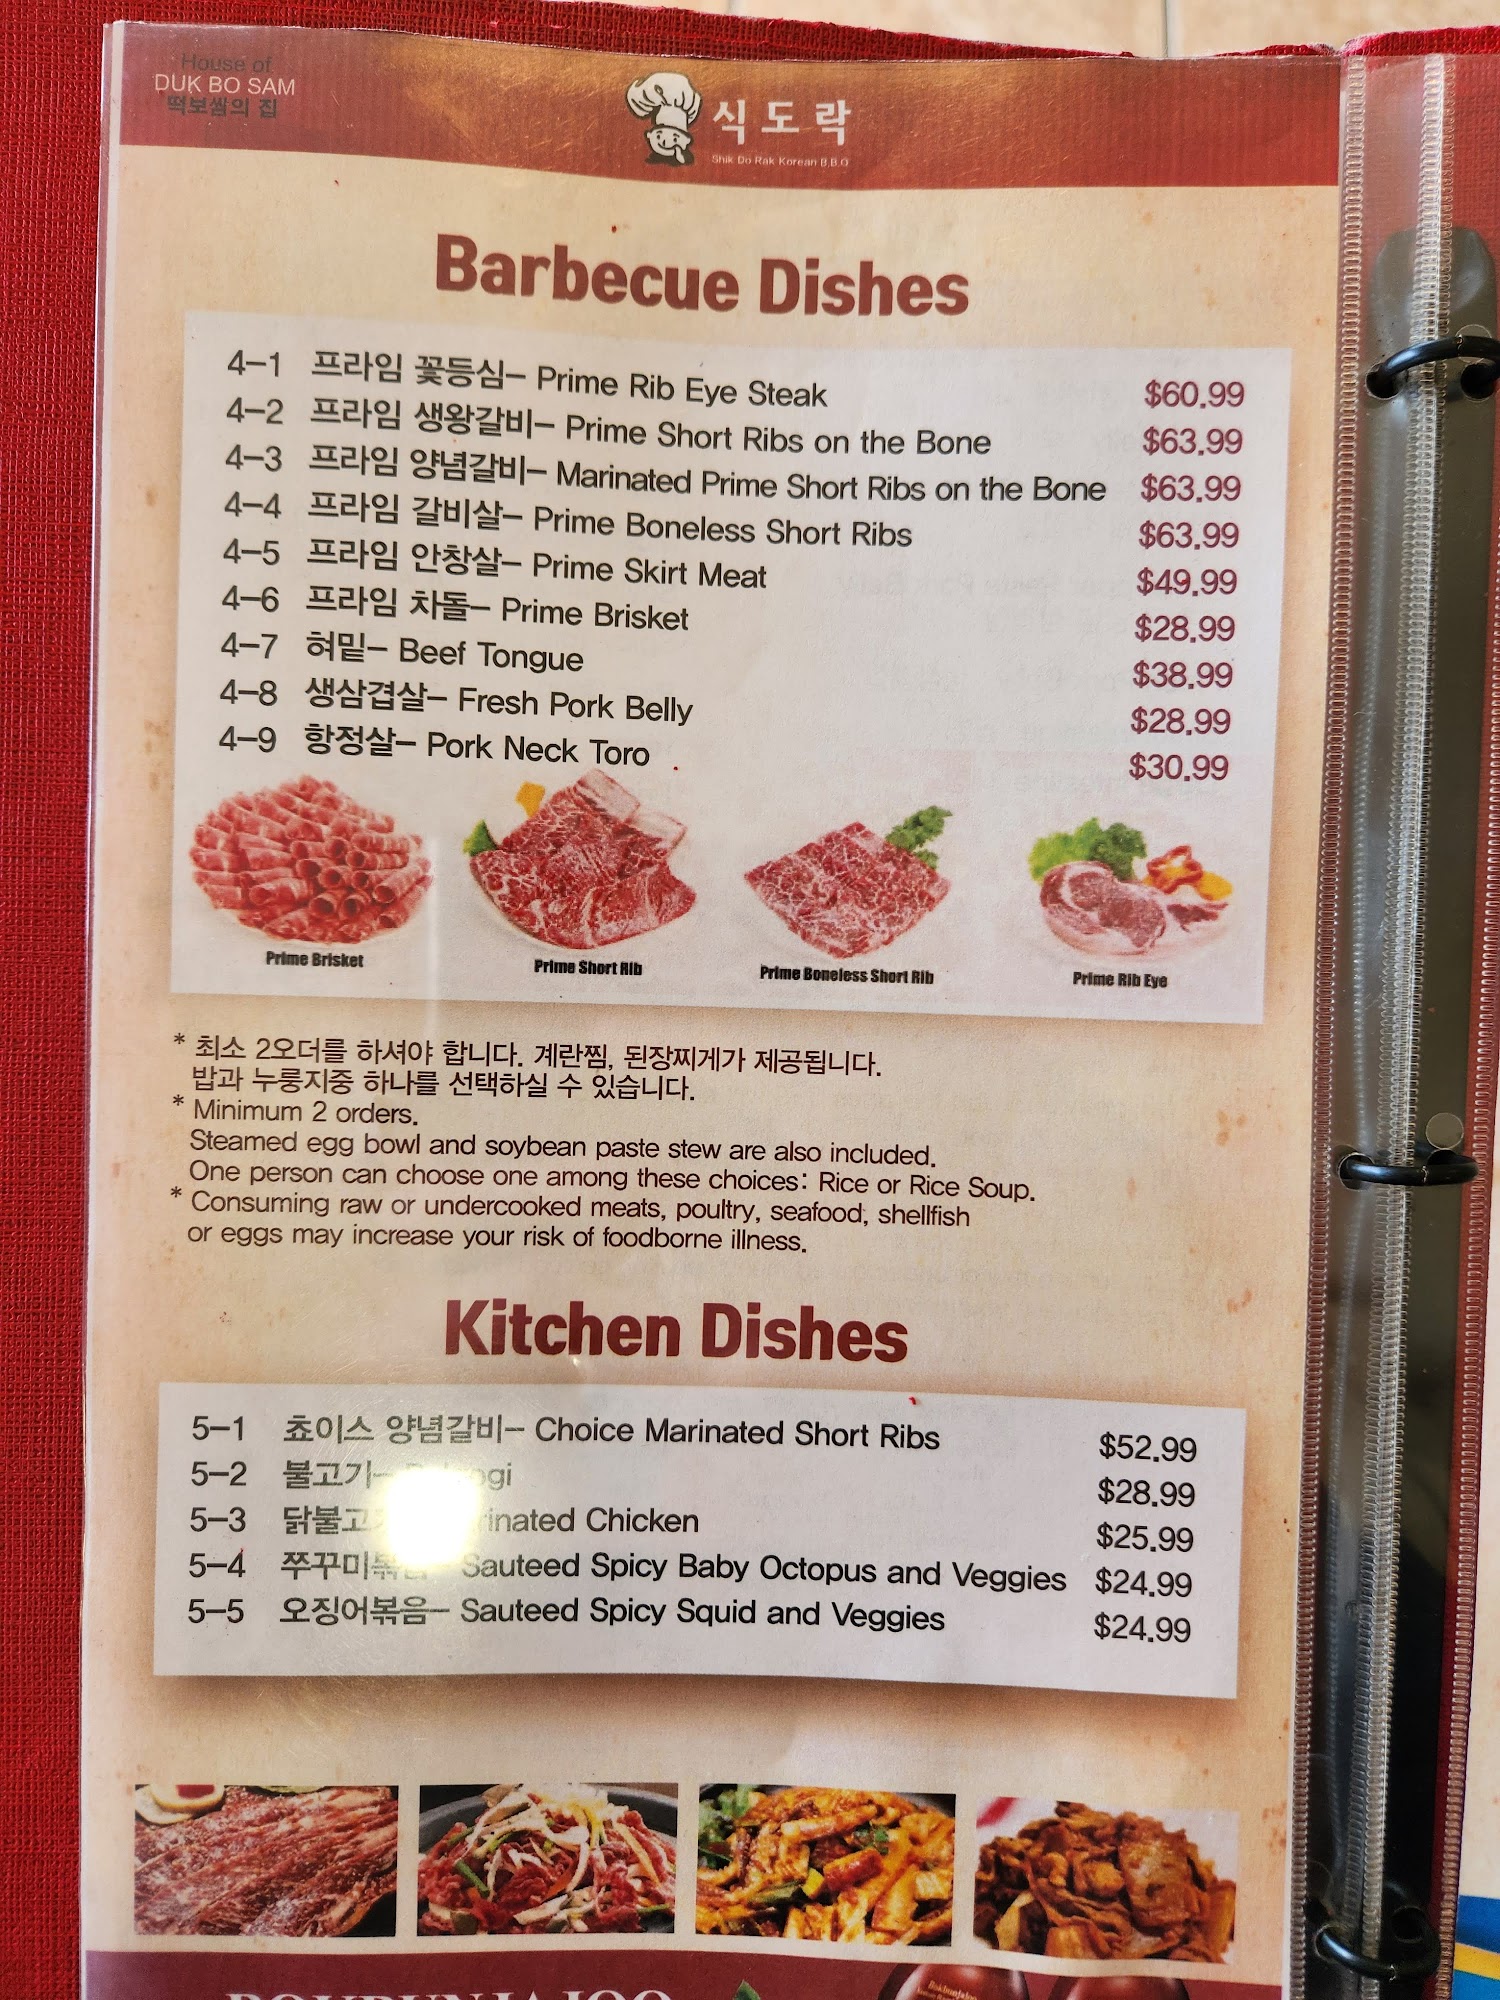 House of
DUK BO SAM
떡보쌈의 집
식도락
Shik Do Rak Korean B.B.Q
Barbecue Dishes
4-1 프라임 꽃등심- Prime Rib Eye Steak $60.99
4-2 프라임 생왕갈비- Prime Short Ribs on the Bone $63.99
4-3 프라임 양념갈비- Marinated Prime Short Ribs on the Bone $63.99
4-4 프라임 갈비살- Prime Boneless Short Ribs $63.99
4-5 프라임 안창살- Prime Skirt Meat $49.99
4-6 프라임 차돌- Prime Brisket $28.99
4-7 혀밑- Beef Tongue $38.99
4-8 생삼겹살- Fresh Pork Belly $28.99
4-9 항정살- Pork Neck Toro $30.99
Prime Brisket
Prime Short Rib
Prime Boneless Short Rib
Prime Rib Eye
* 최소 2오더를 하셔야 합니다. 계란찜, 된장찌게가 제공됩니다.
밥과 누룽지중 하나를 선택하실 수 있습니다.
* Minimum 2 orders.
Steamed egg bowl and soybean paste stew are also included.
One person can choose one among these choices: Rice or Rice Soup.
* Consuming raw or undercooked meats, poultry, seafood, shellfish
or eggs may increase your risk of foodborne illness.
Kitchen Dishes
5-1 쵸이스 양념갈비- Choice Marinated Short Ribs $52.99
5-2 불고기- $28.99
5-3 Chicken $25.99
5-4 쭈꾸미볶음- Sauteed Spicy Baby Octopus and Veggies $24.99
5-5 오징어볶음- Sauteed Spicy Squid and Veggies $24.99